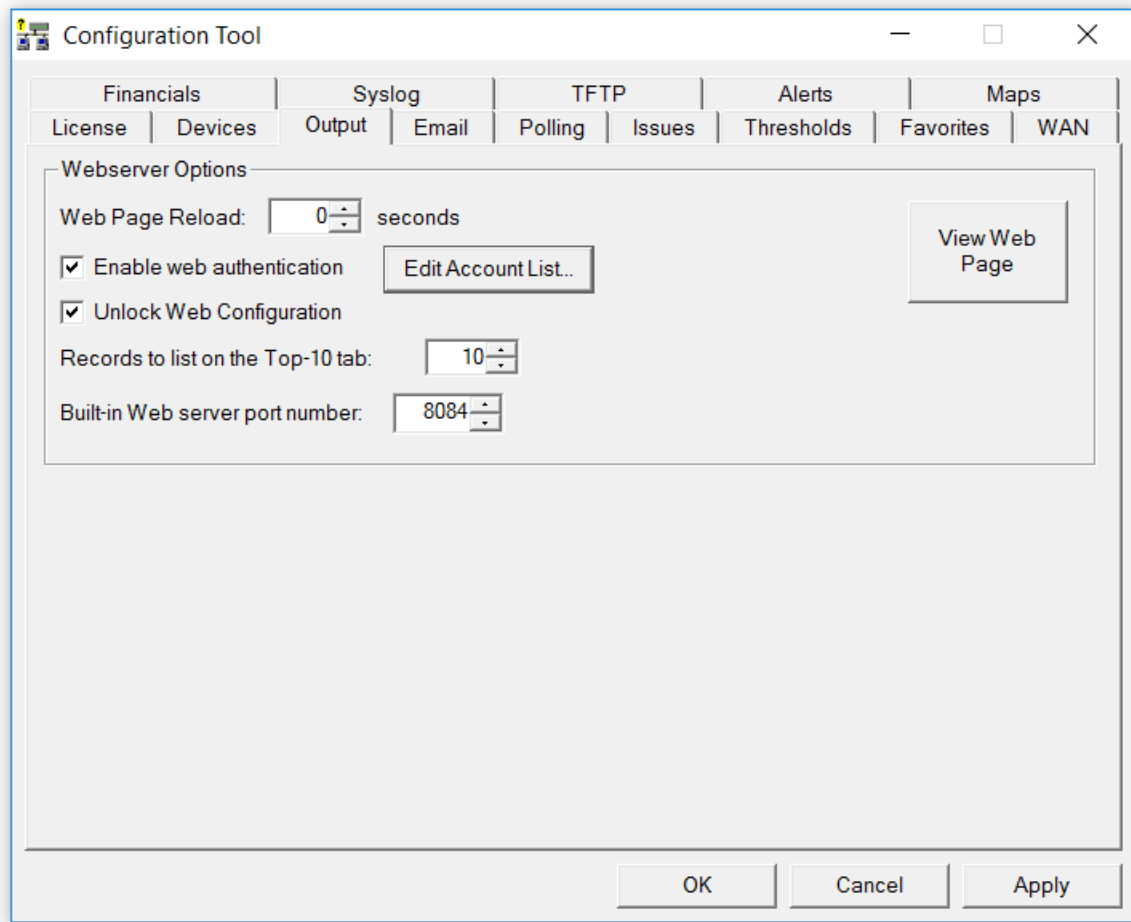 Configuration Tool
Financials Syslog TFTP Alerts Maps
License Devices Output Email Polling Issues Thresholds Favorites WAN
Webserver Options
Web Page Reload: 0 seconds
View Web
Page
Enable web authentication Edit Account List...
Unlock Web Configuration
Records to list on the Top-10 tab: 10
Built-in Web server port number: 8084
OK Cancel Apply